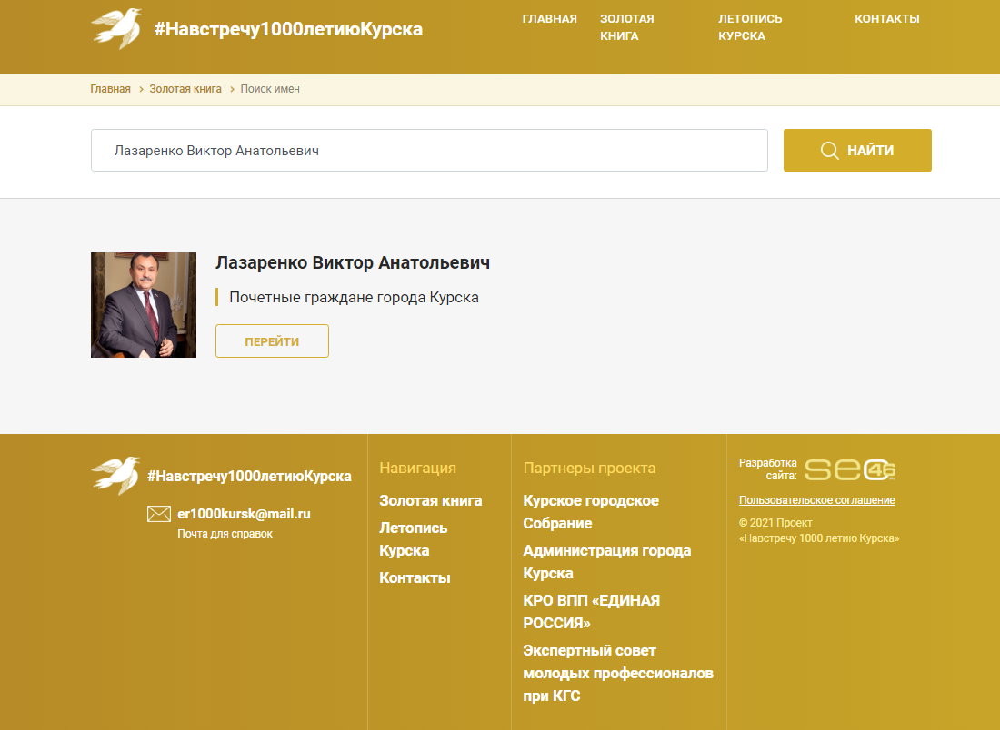 #Навстречу1000летиюКурска
ГЛАВНАЯ
ЗОЛОТАЯ
КНИГА
ЛЕТОПИСЬ
КУРСКА
КОНТАКТЫ
Главная > Золотая книга > Поиск имен
Лазаренко Виктор Анатольевич
НАЙТИ
Лазаренко Виктор Анатольевич
Почетные граждане города Курска
ПЕРЕЙТИ
#Навстречу1000летиюКурска
er1000kursk@mail.ru
Почта для справок
Навигация
Золотая книга
Летопись
Курска
Контакты
Партнеры проекта
Курское городское
Собрание
Администрация города
Курска
КРО ВПП «ЕДИНАЯ
РОССИЯ»
Экспертный совет
молодых профессионалов
при КГС
Разработка
сайта:
seo46
Пользовательское соглашение
© 2021 Проект
«Навстречу 1000 летию Курска»